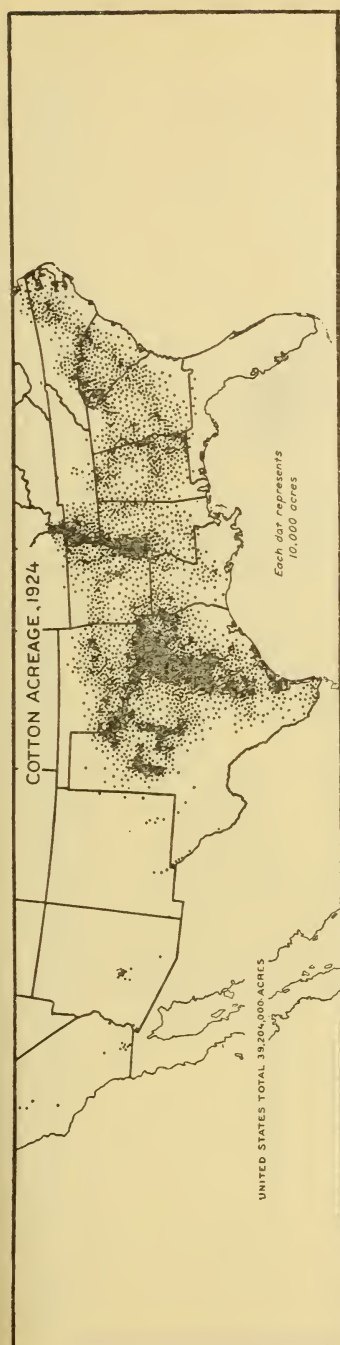 COTTON ACREAGE, 1924
Each dot represents
10,000 acres
UNITED STATES TOTAL 39,204,000 ACRES